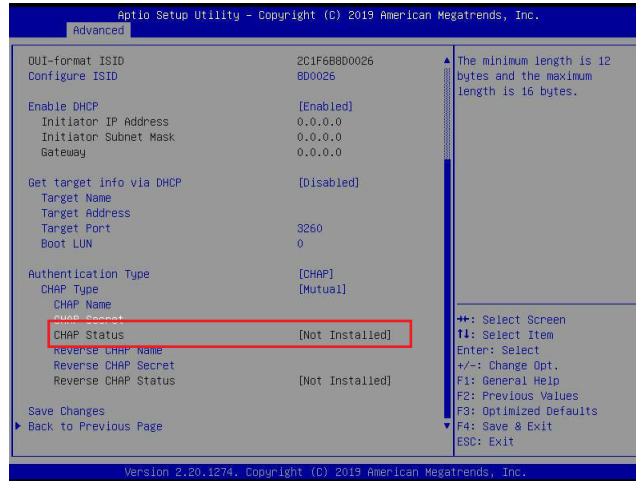 Aptio Setup Utility – Copyright (C) 2019 American Megatrends, Inc.
Advanced
OUI-format ISID 2C1F6B8D0026
Configure ISID 8D0026
Enable DHCP [Enabled]
Initiator IP Address 0.0.0.0
Initiator Subnet Mask 0.0.0.0
Gateway 0.0.0.0
Get target info via DHCP [Disabled]
Target Name
Target Address
Target Port 3260
Boot LUN 0
Authentication Type [CHAP]
CHAP Type [Mutual]
CHAP Name
CHAP Secret
CHAP Status [Not Installed]
Reverse CHAP Name
Reverse CHAP Secret
Reverse CHAP Status [Not Installed]
Save Changes
Back to Previous Page
The minimum length is 12
bytes and the maximum
length is 16 bytes.
→←: Select Screen
↑↓: Select Item
Enter: Select
+/-: Change Opt.
F1: General Help
F2: Previous Values
F3: Optimized Defaults
F4: Save & Exit
ESC: Exit
Version 2.20.1274. Copyright (C) 2019 American Megatrends, Inc.